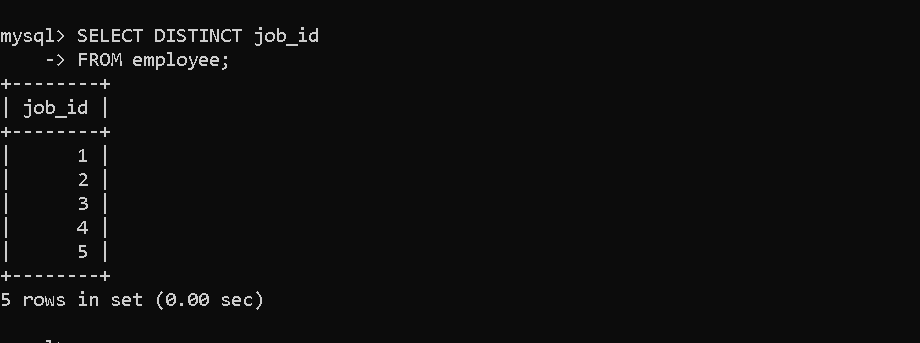 mysql> SELECT DISTINCT job_id
    -> FROM employee;
+--------+
| job_id |
+--------+
|      1 |
|      2 |
|      3 |
|      4 |
|      5 |
+--------+
5 rows in set (0.00 sec)